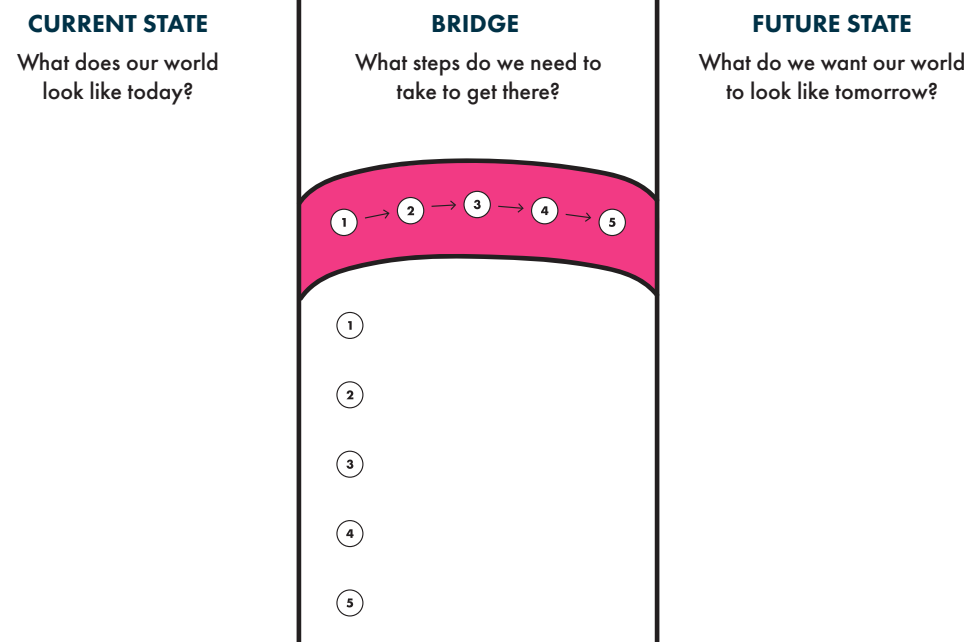 CURRENT STATE
What does our world
look like today?
BRIDGE
What steps do we need to
take to get there?
1
2
3
4
5
1
2
3
4
5
FUTURE STATE
What do we want our world
to look like tomorrow?